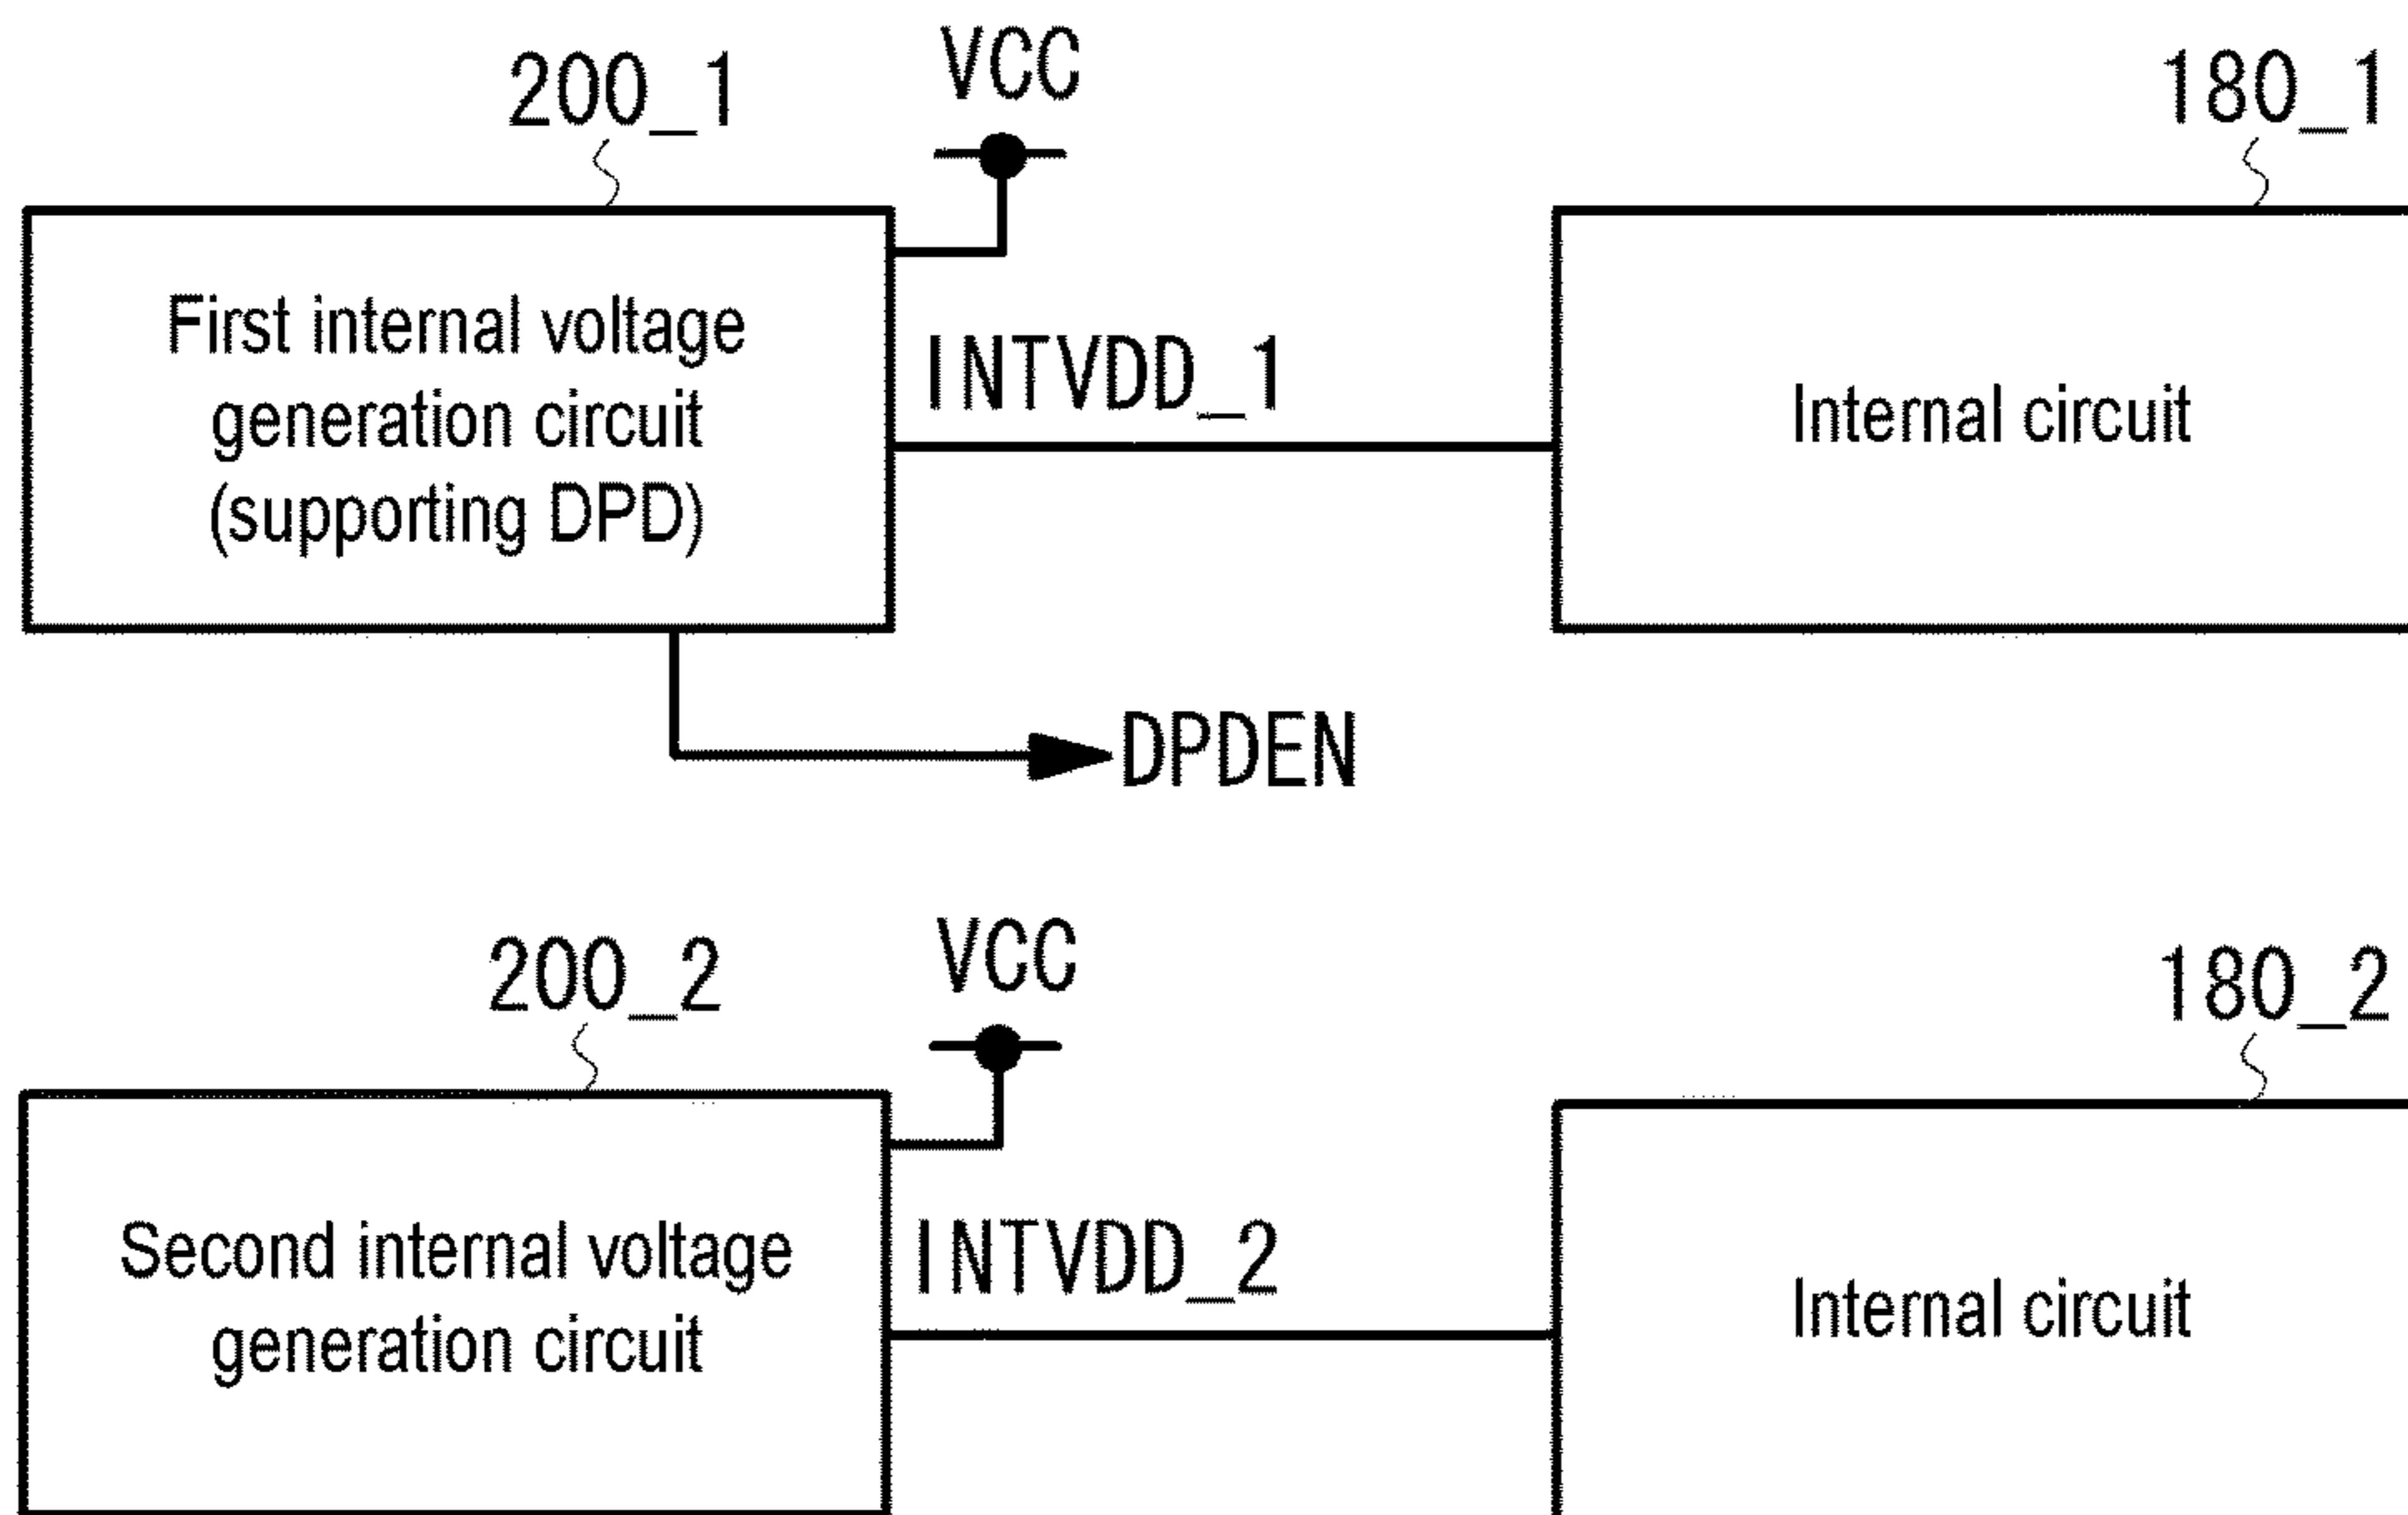 200_1
VCC
180_1
First internal voltage
generation circuit
(supporting DPD)
INTVDD_1
Internal circuit
DPDEN
200_2
VCC
180_2
Second internal voltage
generation circuit
INTVDD_2
Internal circuit